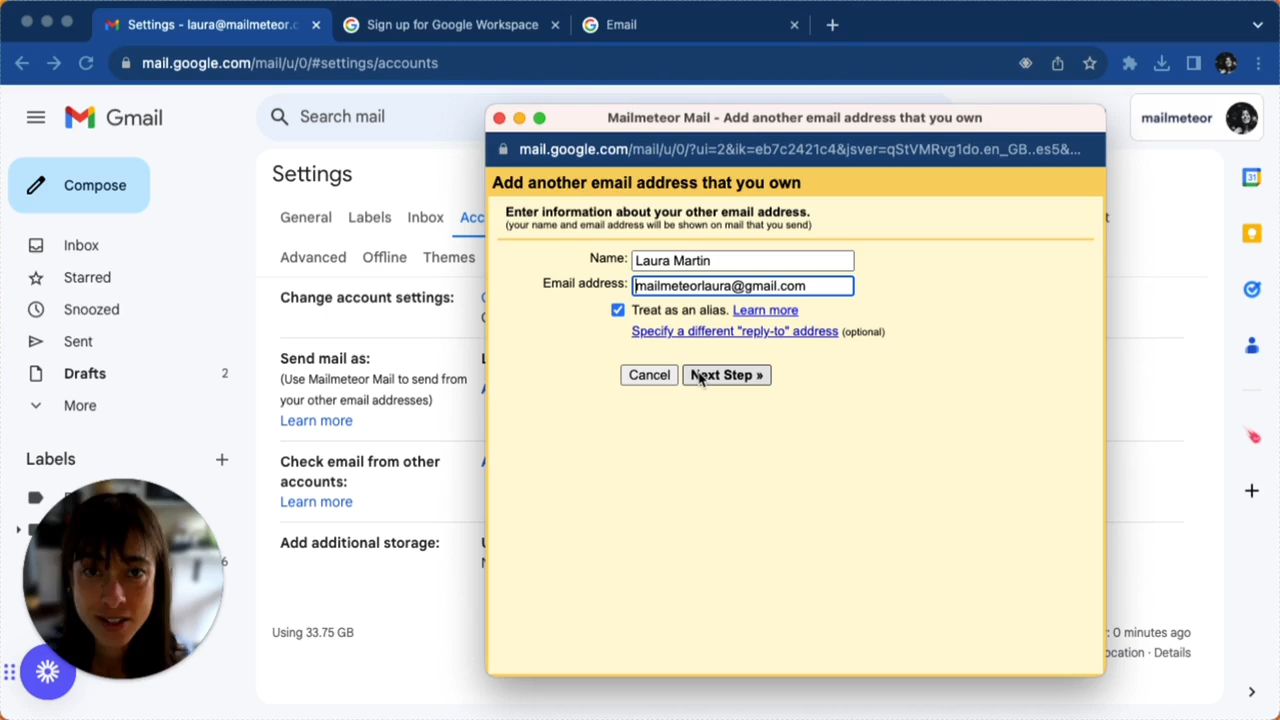 Settings - laura@mailmeteor.c
Sign up for Google Workspace
Email
mail.google.com/mail/u/0/#settings/accounts
Gmail
Search mail
mailmeteor
Compose
Inbox
Starred
Snoozed
Sent
Drafts 2
More
Labels
6
Settings
General Labels Inbox Acc
Advanced Offline Themes
Change account settings:
Send mail as:
(Use Mailmeteor Mail to send from
your other email addresses)
Learn more
Check email from other
accounts:
Learn more
Add additional storage:
Using 33.75 GB
Mailmeteor Mail - Add another email address that you own
mail.google.com/mail/u/0/?ui=2&ik=eb7c2421c4&jsver=qStVMRvg1do.en_GB..es5&...
Add another email address that you own
Enter information about your other email address.
(your name and email address will be shown on mail that you send)
Name: Laura Martin
Email address: mailmeteorlaura@gmail.com
Treat as an alias. Learn more
Specify a different "reply-to" address (optional)
Cancel Next Step »
: 0 minutes ago
ocation · Details
31